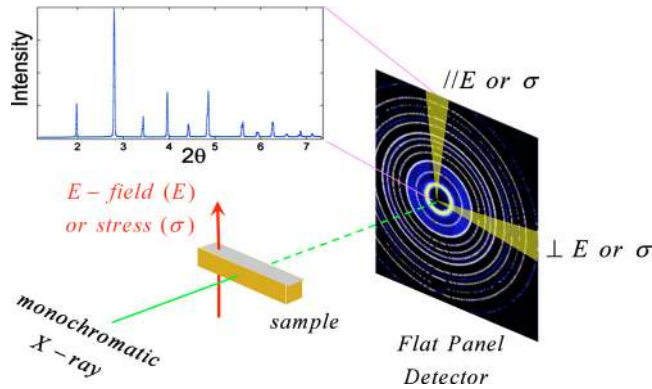 Intensity
2 3 4 5 6 7
2θ
//E or σ
E – field (E)
or stress (σ)
⊥ E or σ
monochromatic
X – ray
sample
Flat Panel
Detector